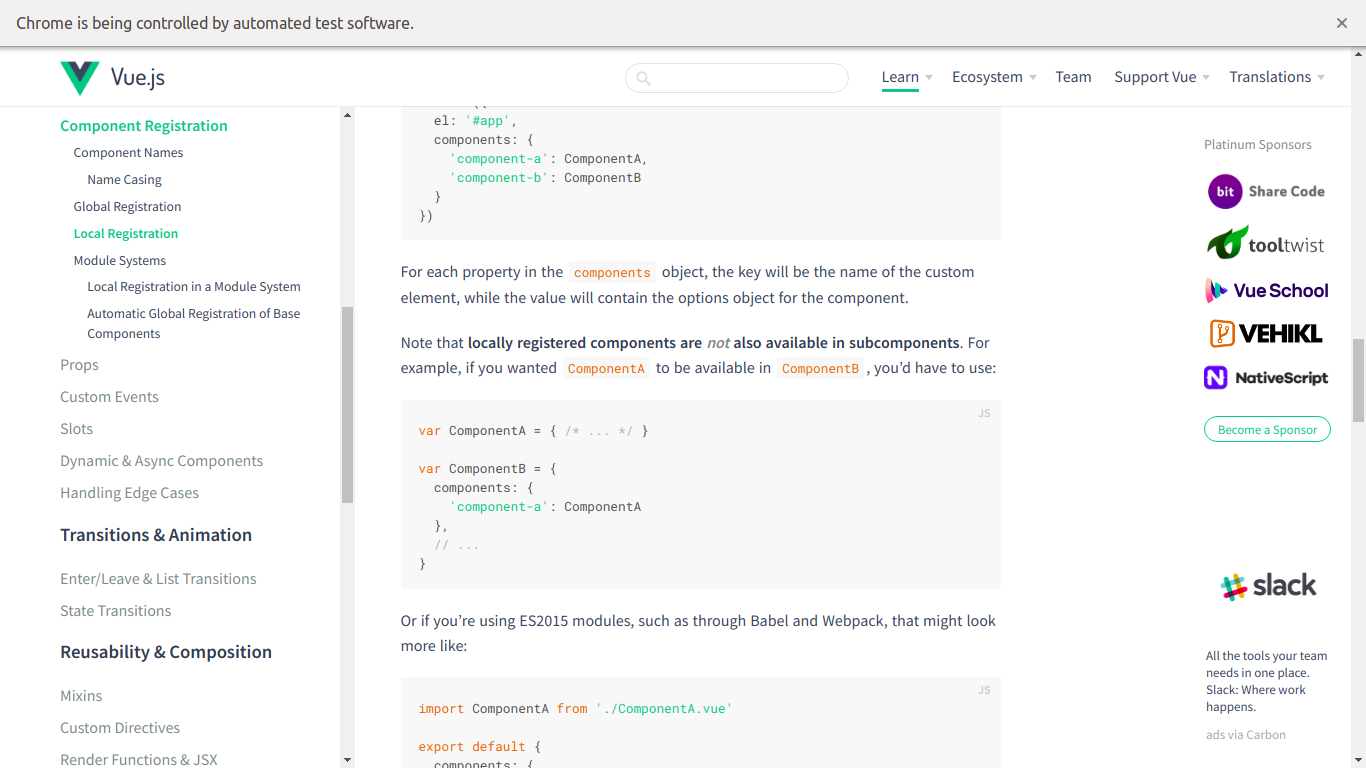 Chrome is being controlled by automated test software.
Vue.js
Learn
Ecosystem
Team
Support Vue
Translations
Component Registration
Component Names
Name Casing
Global Registration
Local Registration
Module Systems
Local Registration in a Module System
Automatic Global Registration of Base
Components
Props
Custom Events
Slots
Dynamic & Async Components
Handling Edge Cases
Transitions & Animation
Enter/Leave & List Transitions
State Transitions
Reusability & Composition
Mixins
Custom Directives
Render Functions & JSX
el: '#app',
components: {
'component-a': ComponentA,
'component-b': ComponentB
}
})
For each property in the components object, the key will be the name of the custom
element, while the value will contain the options object for the component.
Note that locally registered components are not also available in subcomponents. For
example, if you wanted ComponentA to be available in ComponentB , you’d have to use:
JS
var ComponentA = { /* ... */ }
var ComponentB = {
components: {
'component-a': ComponentA
},
// ...
}
Or if you’re using ES2015 modules, such as through Babel and Webpack, that might look
more like:
JS
import ComponentA from './ComponentA.vue'
export default {
components: {
Platinum Sponsors
bit Share Code
tooltwist
Vue School
VEHIKL
NativeScript
Become a Sponsor
slack
All the tools your team
needs in one place.
Slack: Where work
happens.
ads via Carbon